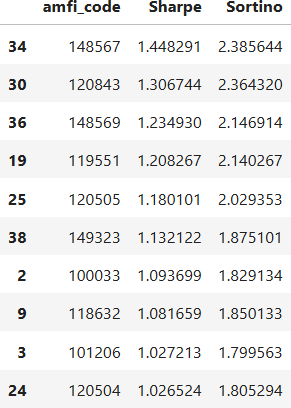 amfi_code Sharpe Sortino
34 148567 1.448291 2.385644
30 120843 1.306744 2.364320
36 148569 1.234930 2.146914
19 119551 1.208267 2.140267
25 120505 1.180101 2.029353
38 149323 1.132122 1.875101
2 100033 1.093699 1.829134
9 118632 1.081659 1.850133
3 101206 1.027213 1.799563
24 120504 1.026524 1.805294